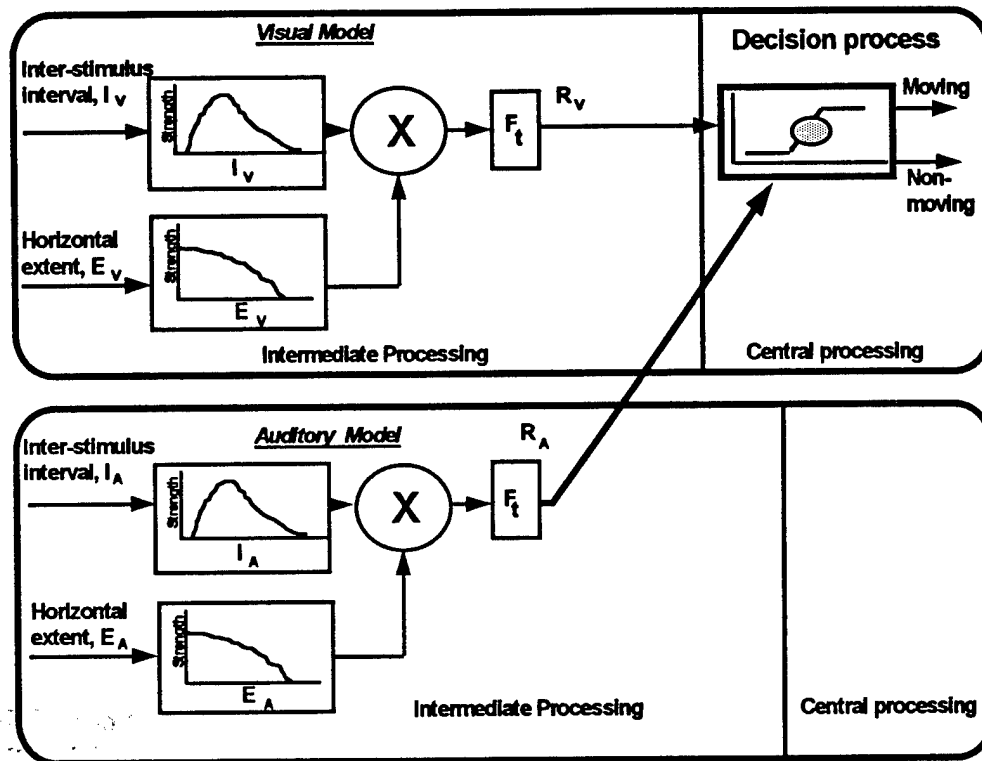 Visual Model
Decision process
Inter-stimulus
interval, I V
Strength
I V
X
F t
R V
Moving
Non-
moving
Horizontal
extent, E V
Strength
E V
Intermediate Processing
Central processing
Auditory Model
Inter-stimulus
interval, I A
Strength
I A
X
F t
R A
Horizontal
extent, E A
Strength
E A
Intermediate Processing
Central processing